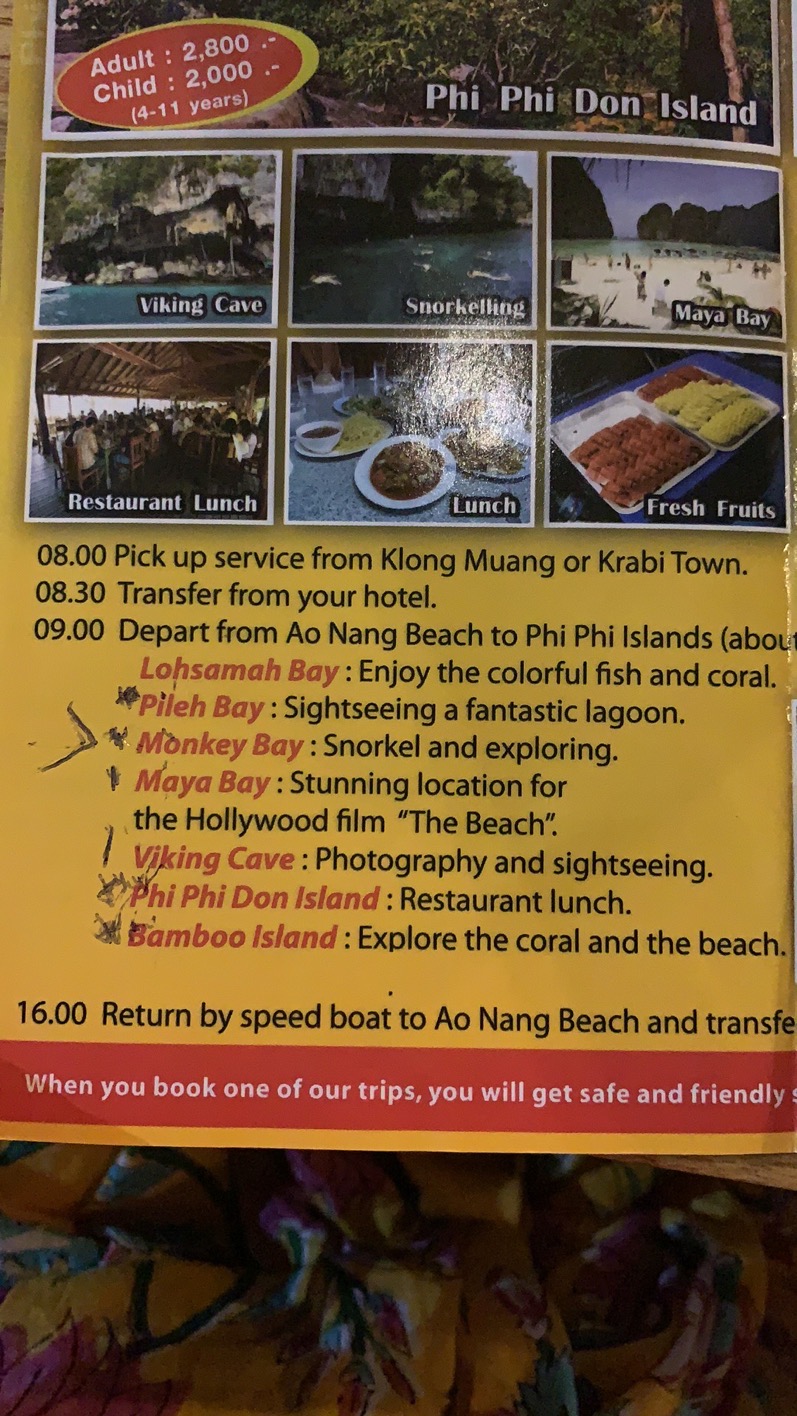 Adult : 2,800 .-
Child : 2,000 .-
(4-11 years)
Phi Phi Don Island
Viking Cave
Snorkelling
Maya Bay
Restaurant Lunch
Lunch
Fresh Fruits
08.00 Pick up service from Klong Muang or Krabi Town.
08.30 Transfer from your hotel.
09.00 Depart from Ao Nang Beach to Phi Phi Islands (about
Lohsamah Bay : Enjoy the colorful fish and coral.
Pileh Bay : Sightseeing a fantastic lagoon.
Monkey Bay : Snorkel and exploring.
Maya Bay : Stunning location for
the Hollywood film “The Beach”.
Viking Cave : Photography and sightseeing.
Phi Phi Don Island : Restaurant lunch.
Bamboo Island : Explore the coral and the beach.
16.00 Return by speed boat to Ao Nang Beach and transfe
When you book one of our trips, you will get safe and friendly